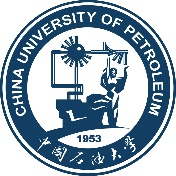 CHINA UNIVERSITY OF PETROLEUM
1953
中国石油大学